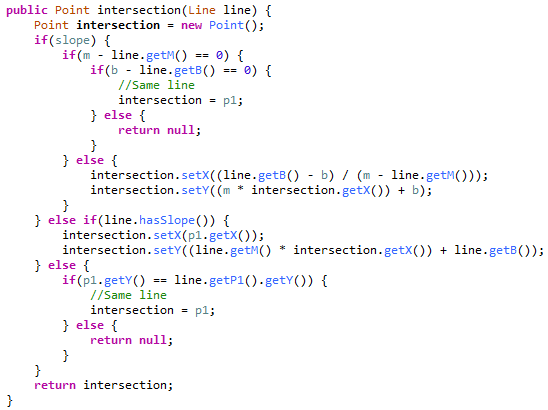 public Point intersection(Line line) {
    Point intersection = new Point();
    if(slope) {
        if(m - line.getM() == 0) {
            if(b - line.getB() == 0) {
                //Same line
                intersection = p1;
            } else {
                return null;
            }
        } else {
            intersection.setX((line.getB() - b) / (m - line.getM()));
            intersection.setY((m * intersection.getX()) + b);
        }
    } else if(line.hasSlope()) {
        intersection.setX(p1.getX());
        intersection.setY((line.getM() * intersection.getX()) + line.getB());
    } else {
        if(p1.getY() == line.getP1().getY()) {
            //Same line
            intersection = p1;
        } else {
            return null;
        }
    }
    return intersection;
}